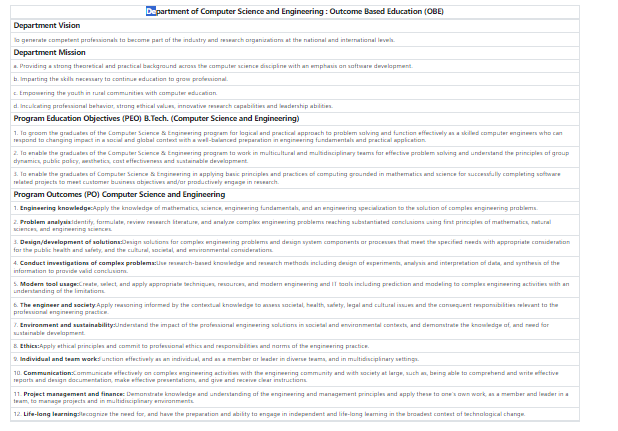 Department of Computer Science and Engineering : Outcome Based Education (OBE)
Department Vision
To generate competent professionals to become part of the industry and research organizations at the national and international levels.
Department Mission
a. Providing a strong theoretical and practical background across the computer science discipline with an emphasis on software development.
b. Imparting the skills necessary to continue education to grow professional.
c. Empowering the youth in rural communities with computer education.
d. Inculcating professional behavior, strong ethical values, innovative research capabilities and leadership abilities.
Program Education Objectives (PEO) B.Tech. (Computer Science and Engineering)
1. To groom the graduates of the Computer Science & Engineering program for logical and practical approach to problem solving and function effectively as a skilled computer engineers who can
respond to changing impact in a social and global context with a well-balanced preparation in engineering fundamentals and practical application.
2. To enable the graduates of the Computer Science & Engineering program to work in multicultural and multidisciplinary teams for effective problem solving and understand the principles of group
dynamics, public policy, aesthetics, cost effectiveness and sustainable development.
3. To enable the graduates of Computer Science & Engineering in applying basic principles and practices of computing grounded in mathematics and science for successfully completing software
related projects to meet customer business objectives and/or productively engage in research.
Program Outcomes (PO) Computer Science and Engineering
1. Engineering knowledge:Apply the knowledge of mathematics, science, engineering fundamentals, and an engineering specialization to the solution of complex engineering problems.
2. Problem analysis:Identify, formulate, review research literature, and analyze complex engineering problems reaching substantiated conclusions using first principles of mathematics, natural
sciences, and engineering sciences.
3. Design/development of solutions:Design solutions for complex engineering problems and design system components or processes that meet the specified needs with appropriate consideration
for the public health and safety, and the cultural, societal, and environmental considerations.
4. Conduct investigations of complex problems:Use research-based knowledge and research methods including design of experiments, analysis and interpretation of data, and synthesis of the
information to provide valid conclusions.
5. Modern tool usage:Create, select, and apply appropriate techniques, resources, and modern engineering and IT tools including prediction and modeling to complex engineering activities with an
understanding of the limitations.
6. The engineer and society:Apply reasoning informed by the contextual knowledge to assess societal, health, safety, legal and cultural issues and the consequent responsibilities relevant to the
professional engineering practice.
7. Environment and sustainability:Understand the impact of the professional engineering solutions in societal and environmental contexts, and demonstrate the knowledge of, and need for
sustainable development.
8. Ethics:Apply ethical principles and commit to professional ethics and responsibilities and norms of the engineering practice.
9. Individual and team work:Function effectively as an individual, and as a member or leader in diverse teams, and in multidisciplinary settings.
10. Communication:Communicate effectively on complex engineering activities with the engineering community and with society at large, such as, being able to comprehend and write effective
reports and design documentation, make effective presentations, and give and receive clear instructions.
11. Project management and finance: Demonstrate knowledge and understanding of the engineering and management principles and apply these to one's own work, as a member and leader in a
team, to manage projects and in multidisciplinary environments.
12. Life-long learning:Recognize the need for, and have the preparation and ability to engage in independent and life-long learning in the broadest context of technological change.